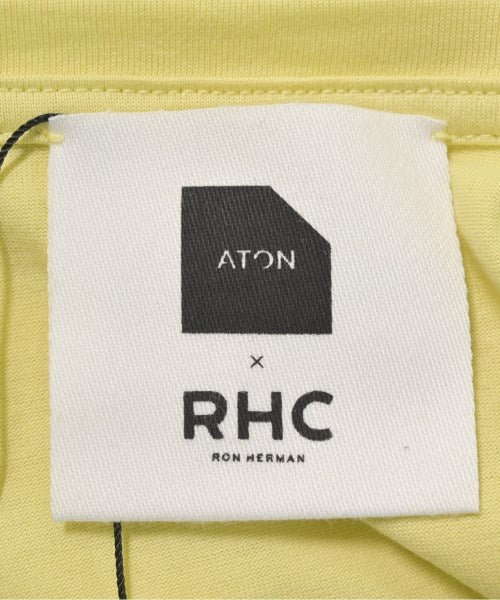 ATON
×
RHC
RON HERMAN